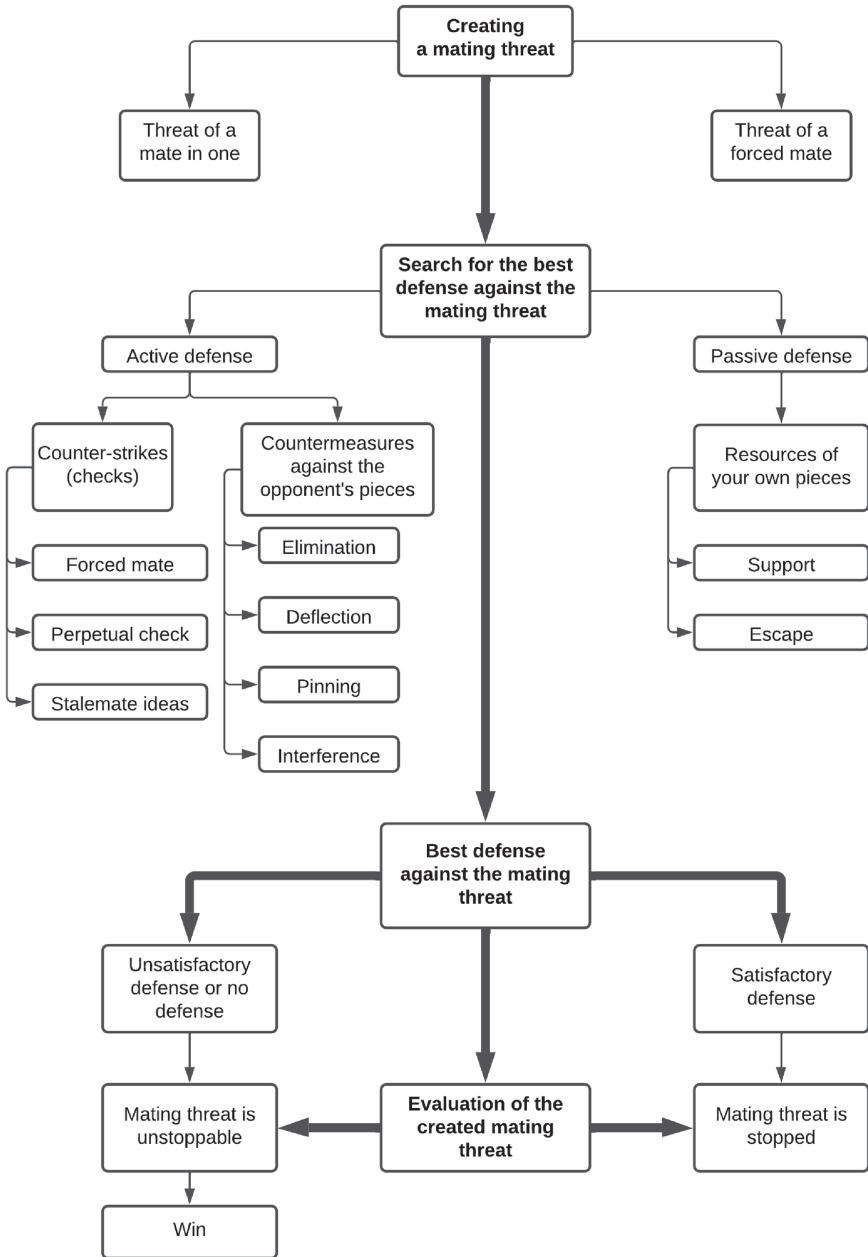 Creating
a mating threat
Threat of a
mate in one
Threat of a
forced mate
Search for the best
defense against the
mating threat
Active defense
Passive defense
Counter-strikes
(checks)
Countermeasures
against the
opponent's pieces
Resources of
your own pieces
Elimination
Forced mate
Support
Deflection
Perpetual check
Escape
Pinning
Stalemate ideas
Interference
Best defense
against the mating
threat
Unsatisfactory
defense or no
defense
Satisfactory
defense
Mating threat is
unstoppable
Evaluation of the
created mating
threat
Mating threat is
stopped
Win